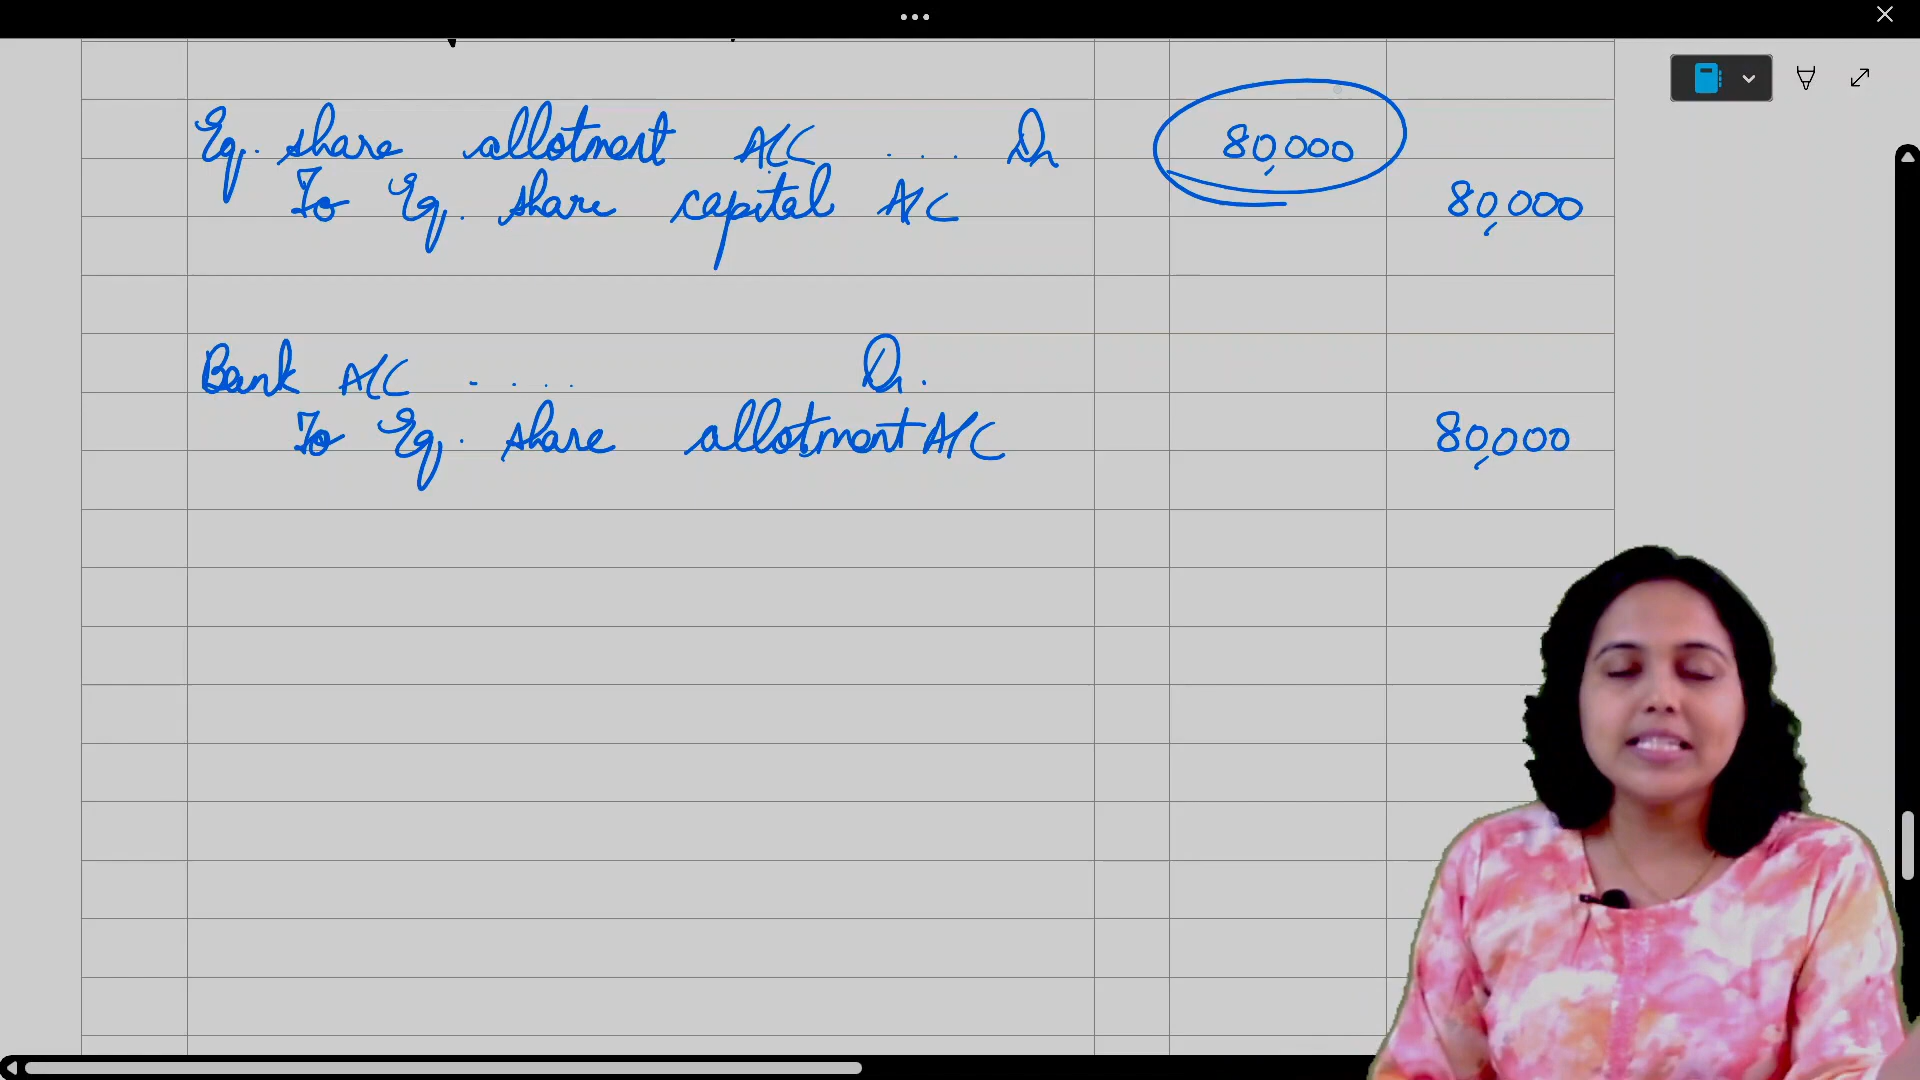 Eq. share allotment A/C ... Dr 80,000
To Eq. share capital A/C 80,000
Bank A/C .... Dr.
To Eq. share allotment A/C 80,000